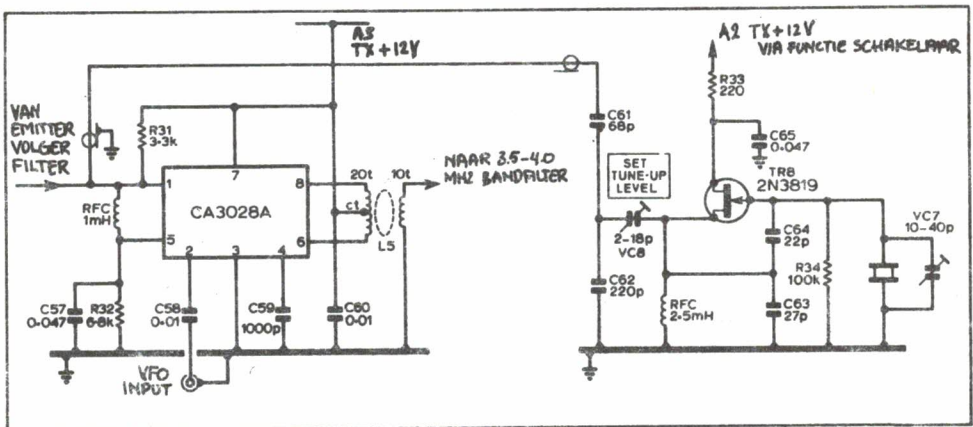 A3
TX +12V
A2 TX +12V
VIA FUNCTIE SCHAKELAAR
R33
220
VAN
EMITTER
VOLGER
FILTER
R31
3·3k
C61
68p
C65
0·047
SET
TUNE-UP
LEVEL
TR8
2N3819
1
7
8
20t
10t
NAAR 3.5-4.0
MHZ BANDFILTER
RFC
1mH
CA3028A
ct
L5
5
2
3
4
6
2-18p
VC8
C64
22p
VC7
10-40p
R34
100k
C57
0·047
R32
6·8k
C58
0·01
C59
1000p
C60
0·01
C62
220p
RFC
2·5mH
C63
27p
VFO
INPUT